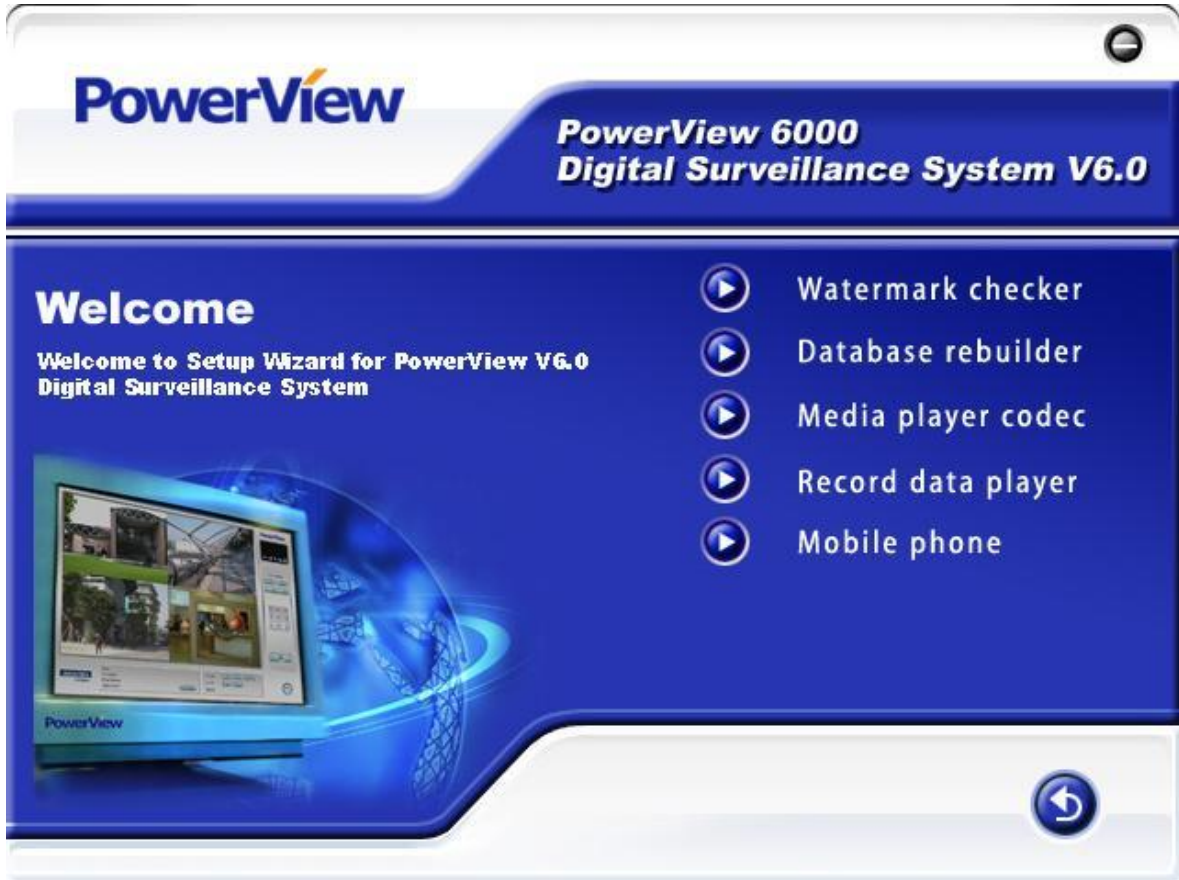 PowerView
PowerView 6000
Digital Surveillance System V6.0
Welcome
Welcome to Setup Wizard for PowerView V6.0
Digital Surveillance System
Watermark checker
Database rebuilder
Media player codec
Record data player
Mobile phone
PowerView